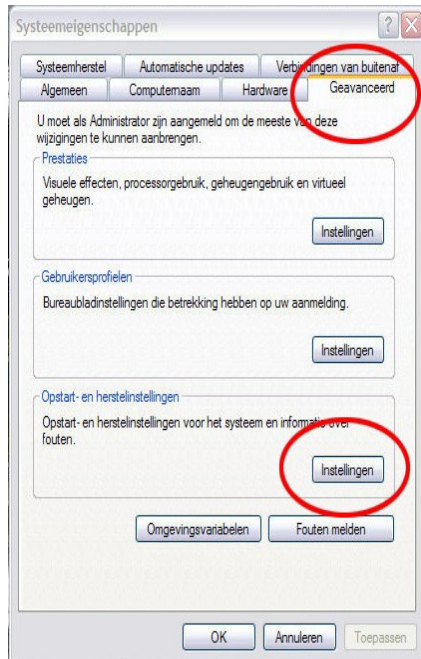 Systeemeigenschappen
Systeemherstel Automatische updates Verbindingen van buitenaf
Algemeen Computernaam Hardware Geavanceerd
U moet als Administrator zijn aangemeld om de meeste van deze
wijzigingen te kunnen aanbrengen.
Prestaties
Visuele effecten, processorgebruik, geheugengebruik en virtueel
geheugen.
Instellingen
Gebruikersprofielen
Bureaubladinstellingen die betrekking hebben op uw aanmelding.
Instellingen
Opstart- en herstelinstellingen
Opstart- en herstelinstellingen voor het systeem en informatie over
fouten.
Instellingen
Omgevingsvariabelen Fouten melden
OK Annuleren Toepassen